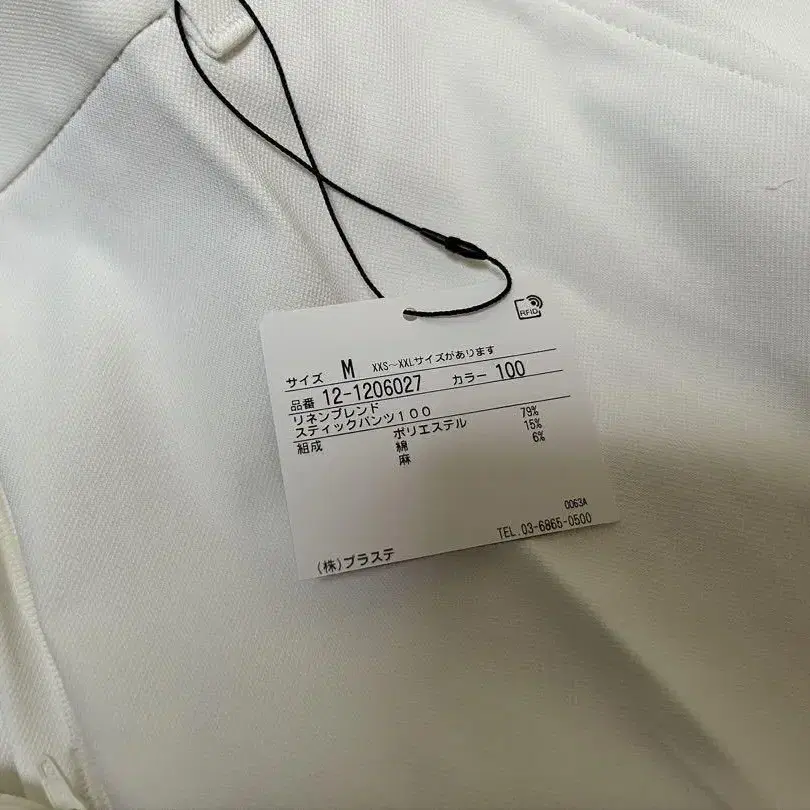 RFID
サイズ M XXS～XXLサイズがあります
品番 12-1206027 カラー 100
リネンブレンド
スティックパンツ１００
組成 ポリエステル 79%
綿 15%
麻 6%
0063A
(株)プラステ TEL.03-6865-0500